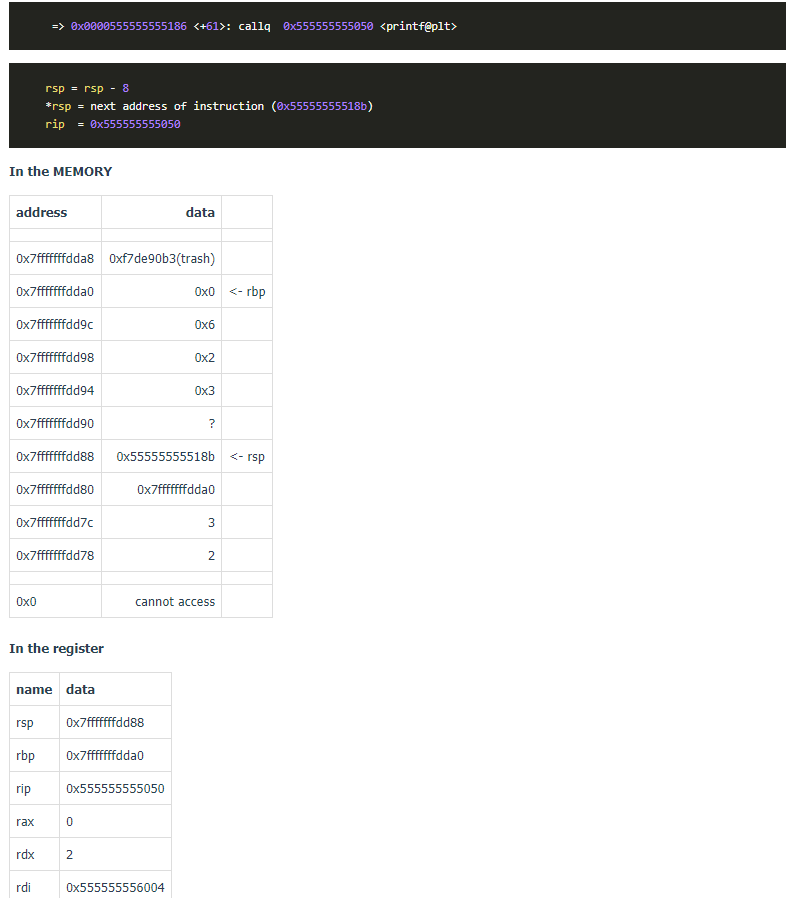 => 0x0000555555555186 <+61>: callq 0x555555555050 <printf@plt>
rsp = rsp - 8
*rsp = next address of instruction (0x55555555518b)
rip = 0x555555555050
In the MEMORY
address data
0x7fffffffdda8 0xf7de90b3(trash)
0x7fffffffdda0 0x0 <- rbp
0x7fffffffdd9c 0x6
0x7fffffffdd98 0x2
0x7fffffffdd94 0x3
0x7fffffffdd90 ?
0x7fffffffdd88 0x55555555518b <- rsp
0x7fffffffdd80 0x7fffffffdda0
0x7fffffffdd7c 3
0x7fffffffdd78 2
0x0 cannot access
In the register
name data
rsp 0x7fffffffdd88
rbp 0x7fffffffdda0
rip 0x555555555050
rax 0
rdx 2
rdi 0x555555556004